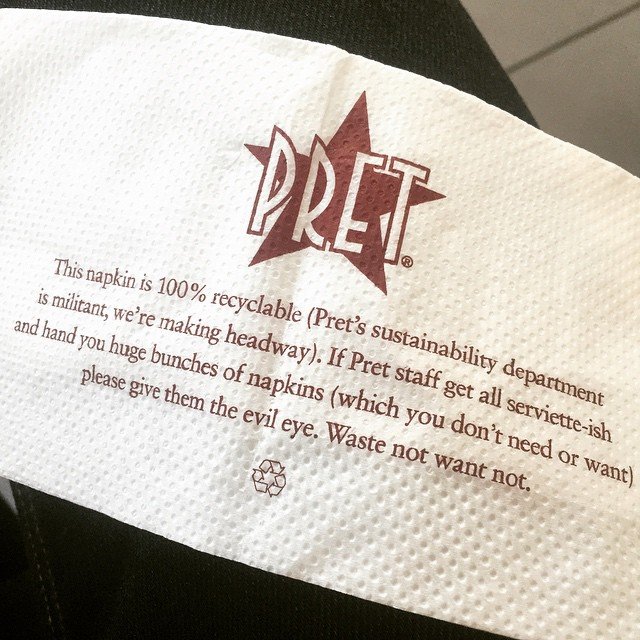 PRET®
This napkin is 100% recyclable (Pret's sustainability department
is militant, we're making headway). If Pret staff get all serviette-ish
and hand you huge bunches of napkins (which you don't need or want)
please give them the evil eye. Waste not want not.